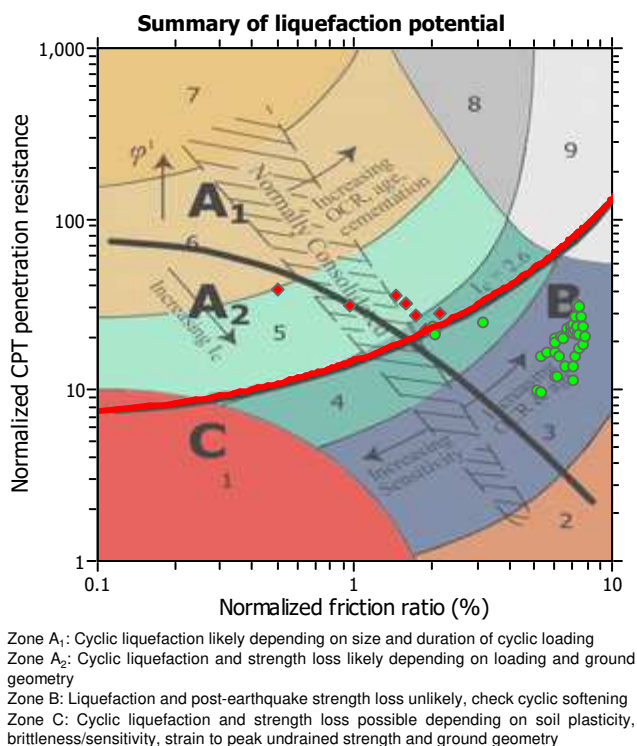 Summary of liquefaction potential
1,000
7
8
9
φ'
Increasing
OCR, age,
cementation
A1
Normally Consolidated
100
6
Ic = 2.6
A2
B
Increasing Ic
5
10
4
3
C
Increasing
OCR
Increasing
Sensitivity
1
2
1
0.1
1
10
Normalized CPT penetration resistance
Normalized friction ratio (%)
Zone A1: Cyclic liquefaction likely depending on size and duration of cyclic loading
Zone A2: Cyclic liquefaction and strength loss likely depending on loading and ground
geometry
Zone B: Liquefaction and post-earthquake strength loss unlikely, check cyclic softening
Zone C: Cyclic liquefaction and strength loss possible depending on soil plasticity,
brittleness/sensitivity, strain to peak undrained strength and ground geometry